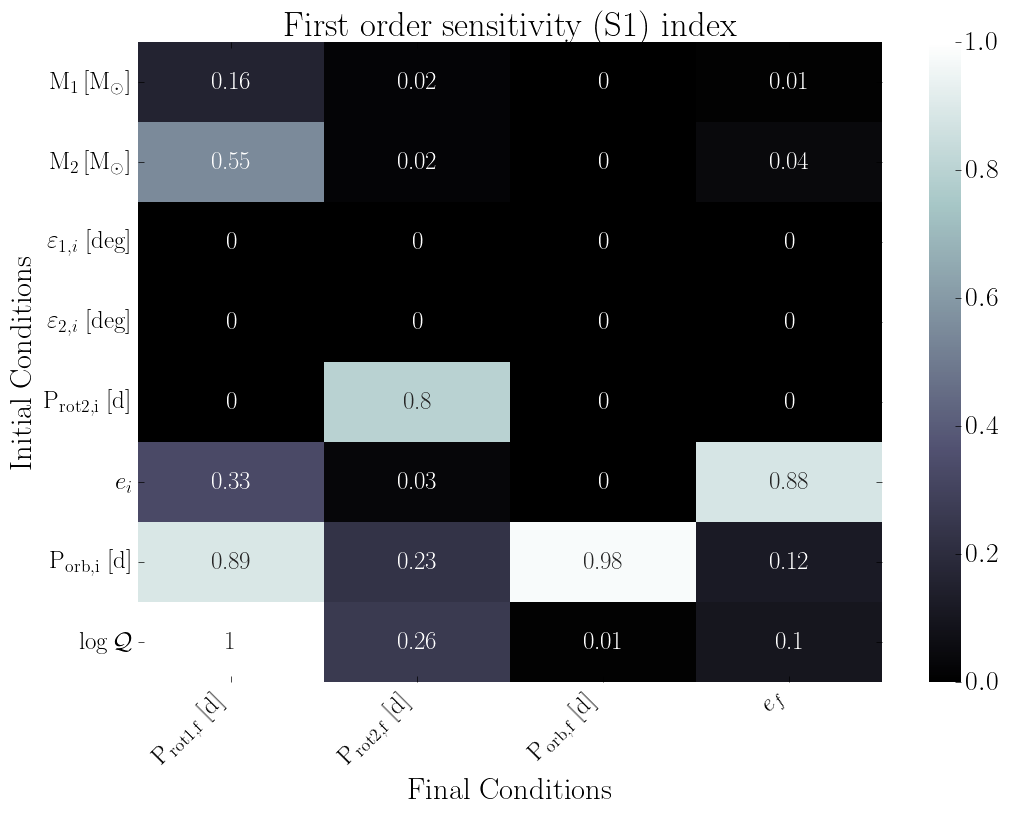 First order sensitivity (S1) index
Initial Conditions
M₁ [M⊙] 0.16 0.02 0 0.01
M₂ [M⊙] 0.55 0.02 0 0.04
ε₁,ᵢ [deg] 0 0 0 0
ε₂,ᵢ [deg] 0 0 0 0
P_rot2,i [d] 0 0.8 0 0
eᵢ 0.33 0.03 0 0.88
P_orb,i [d] 0.89 0.23 0.98 0.12
log 𝒬 1 0.26 0.01 0.1
P_rot1,f [d] P_rot2,f [d] P_orb,f [d] e_f
Final Conditions
1.0
0.8
0.6
0.4
0.2
0.0